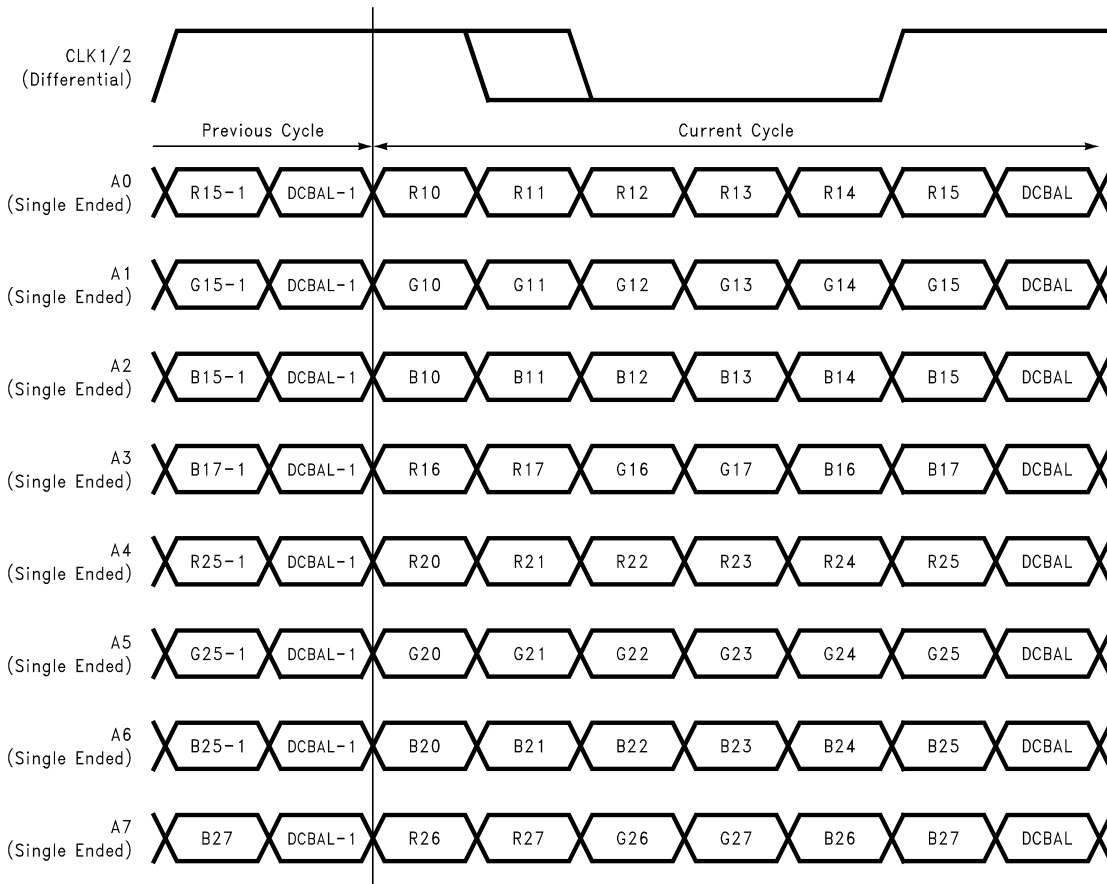 CLK1/2
(Differential)
Previous Cycle
Current Cycle
A0
(Single Ended)
R15-1 DCBAL-1 R10 R11 R12 R13 R14 R15 DCBAL
A1
(Single Ended)
G15-1 DCBAL-1 G10 G11 G12 G13 G14 G15 DCBAL
A2
(Single Ended)
B15-1 DCBAL-1 B10 B11 B12 B13 B14 B15 DCBAL
A3
(Single Ended)
B17-1 DCBAL-1 R16 R17 G16 G17 B16 B17 DCBAL
A4
(Single Ended)
R25-1 DCBAL-1 R20 R21 R22 R23 R24 R25 DCBAL
A5
(Single Ended)
G25-1 DCBAL-1 G20 G21 G22 G23 G24 G25 DCBAL
A6
(Single Ended)
B25-1 DCBAL-1 B20 B21 B22 B23 B24 B25 DCBAL
A7
(Single Ended)
B27 DCBAL-1 R26 R27 G26 G27 B26 B27 DCBAL